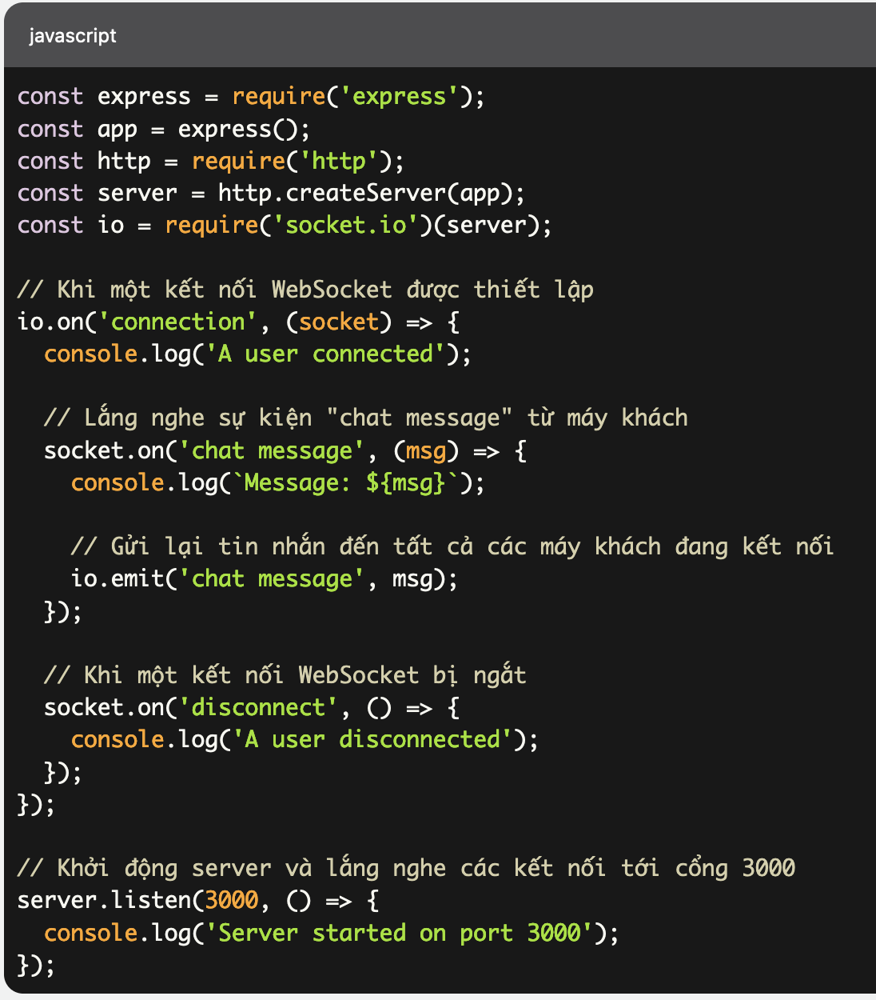 javascript
const express = require('express');
const app = express();
const http = require('http');
const server = http.createServer(app);
const io = require('socket.io')(server);
// Khi một kết nối WebSocket được thiết lập
io.on('connection', (socket) => {
  console.log('A user connected');
  // Lắng nghe sự kiện "chat message" từ máy khách
  socket.on('chat message', (msg) => {
    console.log(`Message: ${msg}`);
    // Gửi lại tin nhắn đến tất cả các máy khách đang kết nối
    io.emit('chat message', msg);
  });
  // Khi một kết nối WebSocket bị ngắt
  socket.on('disconnect', () => {
    console.log('A user disconnected');
  });
});
// Khởi động server và lắng nghe các kết nối tới cổng 3000
server.listen(3000, () => {
  console.log('Server started on port 3000');
});